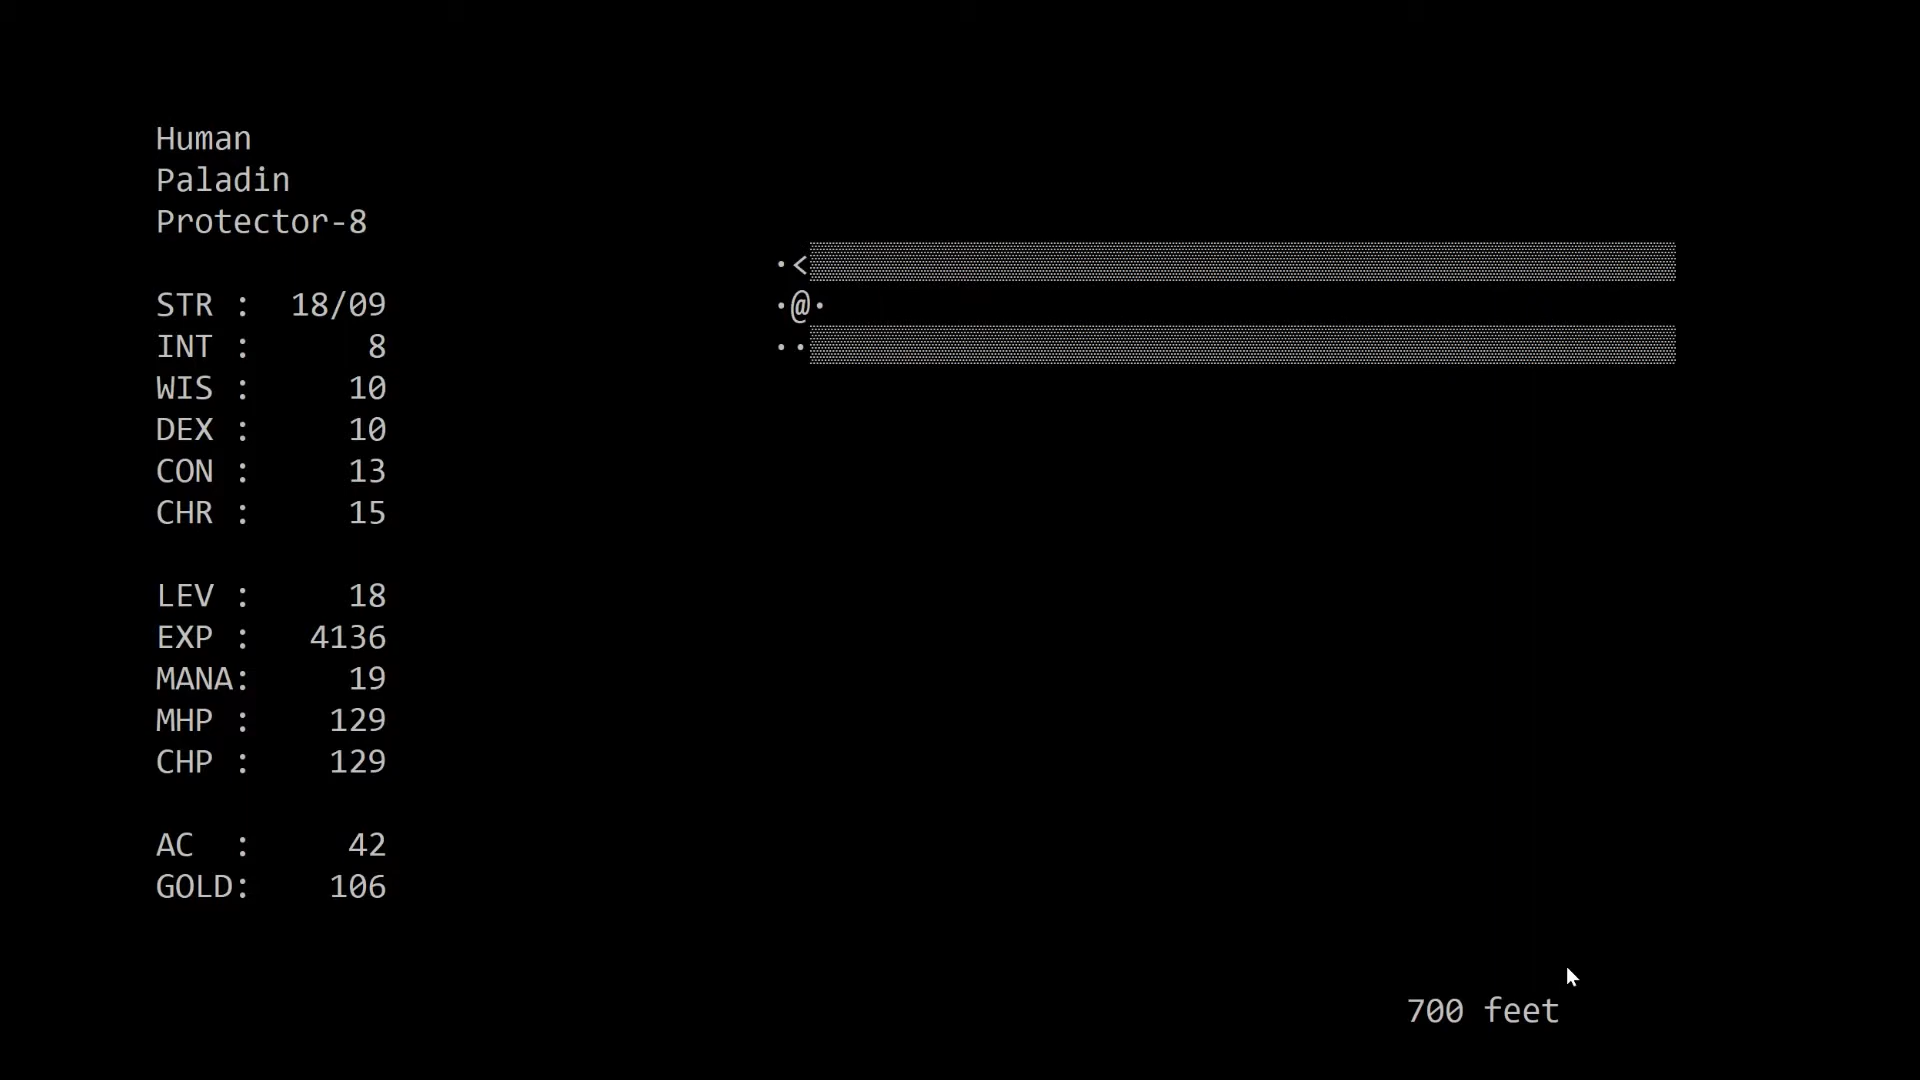 Human
Paladin
Protector-8
·<
STR : 18/09
·@·
INT : 8
··
WIS : 10
DEX : 10
CON : 13
CHR : 15
LEV : 18
EXP : 4136
MANA: 19
MHP : 129
CHP : 129
AC : 42
GOLD: 106
700 feet